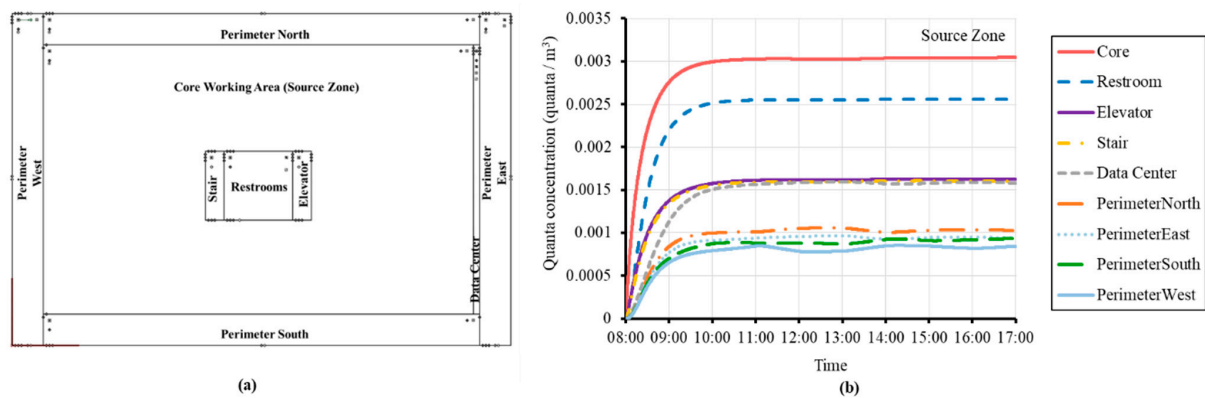 Perimeter North
Core Working Area (Source Zone)
Perimeter
West
Perimeter
East
Stair
Restrooms
Elevator
Data Center
Perimeter South
(a)
Quanta concentration (quanta / m³)
0.0035
0.003
0.0025
0.002
0.0015
0.001
0.0005
0
Source Zone
08:00 09:00 10:00 11:00 12:00 13:00 14:00 15:00 16:00 17:00
Time
(b)
Core
Restroom
Elevator
Stair
Data Center
PerimeterNorth
PerimeterEast
PerimeterSouth
PerimeterWest